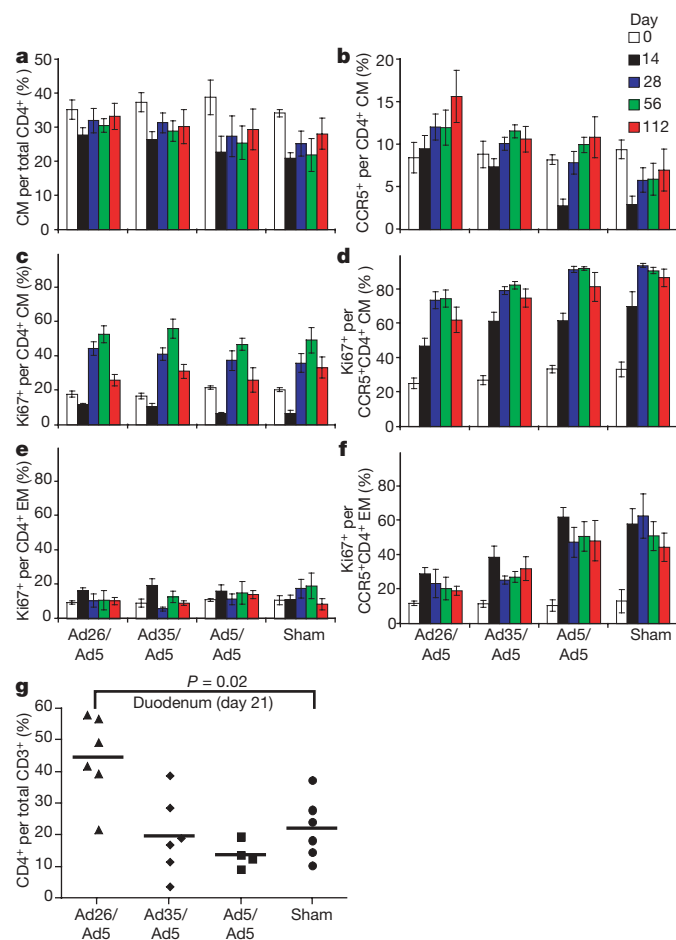 Day
0
14
28
56
112
a
CM per total CD4+ (%)
50
40
30
20
10
0
b
CCR5+ per CD4+ CM (%)
20
15
10
5
0
c
Ki67+ per CD4+ CM (%)
80
60
40
20
0
d
Ki67+ per
CCR5+CD4+ CM (%)
80
60
40
20
0
e
Ki67+ per CD4+ EM (%)
80
60
40
20
0
Ad26/
Ad5
Ad35/
Ad5
Ad5/
Ad5
Sham
f
Ki67+ per
CCR5+CD4+ EM (%)
80
60
40
20
0
Ad26/
Ad5
Ad35/
Ad5
Ad5/
Ad5
Sham
g
P = 0.02
Duodenum (day 21)
CD4+ per total CD3+ (%)
60
50
40
30
20
10
0
Ad26/
Ad5
Ad35/
Ad5
Ad5/
Ad5
Sham